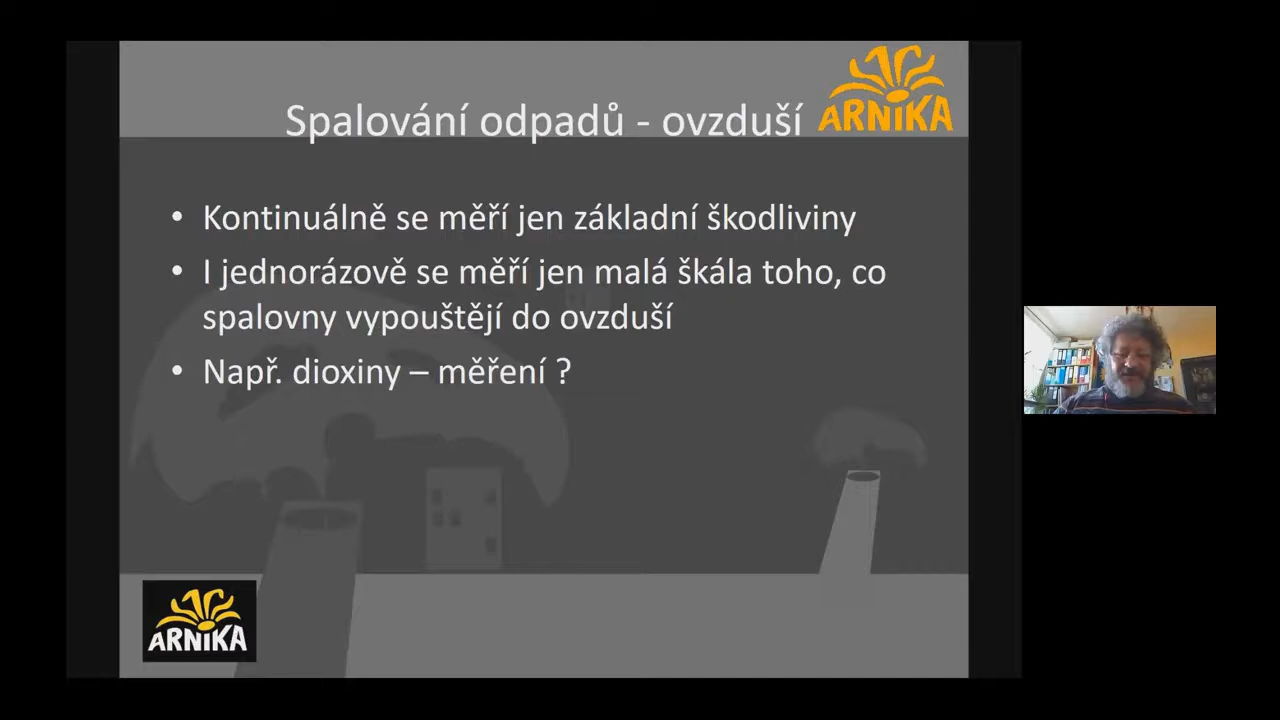 Spalování odpadů - ovzduší
ARNIKA
• Kontinuálně se měří jen základní škodliviny
• I jednorázově se měří jen malá škála toho, co
spalovny vypouštějí do ovzduší
• Např. dioxiny – měření ?
ARNIKA